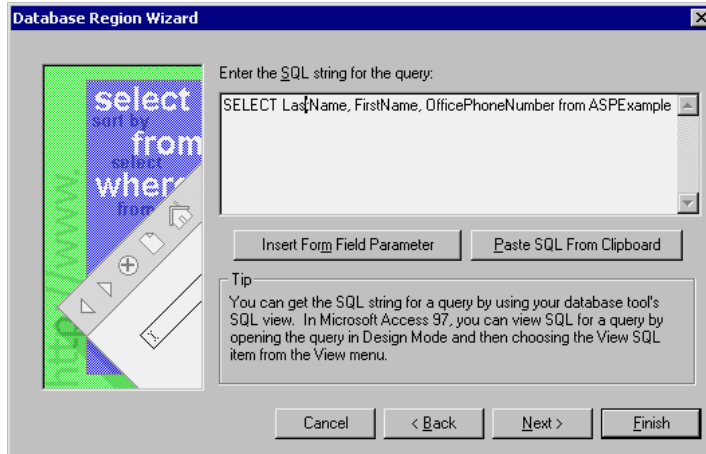 Database Region Wizard
Enter the SQL string for the query:
SELECT LastName, FirstName, OfficePhoneNumber from ASPExample
select
sort by
from
select
where
from
http://www.
Insert Form Field Parameter
Paste SQL From Clipboard
Tip
You can get the SQL string for a query by using your database tool's
SQL view. In Microsoft Access 97, you can view SQL for a query by
opening the query in Design Mode and then choosing the View SQL
item from the View menu.
Cancel
< Back
Next >
Finish